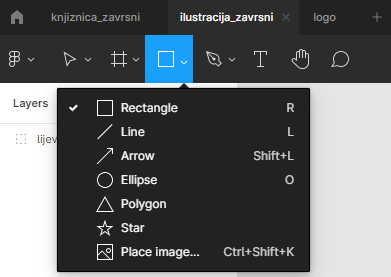 knjiznica_zavrsni ilustracija_zavrsni logo
Layers
lijev
Rectangle R
Line L
Arrow Shift+L
Ellipse O
Polygon
Star
Place image... Ctrl+Shift+K